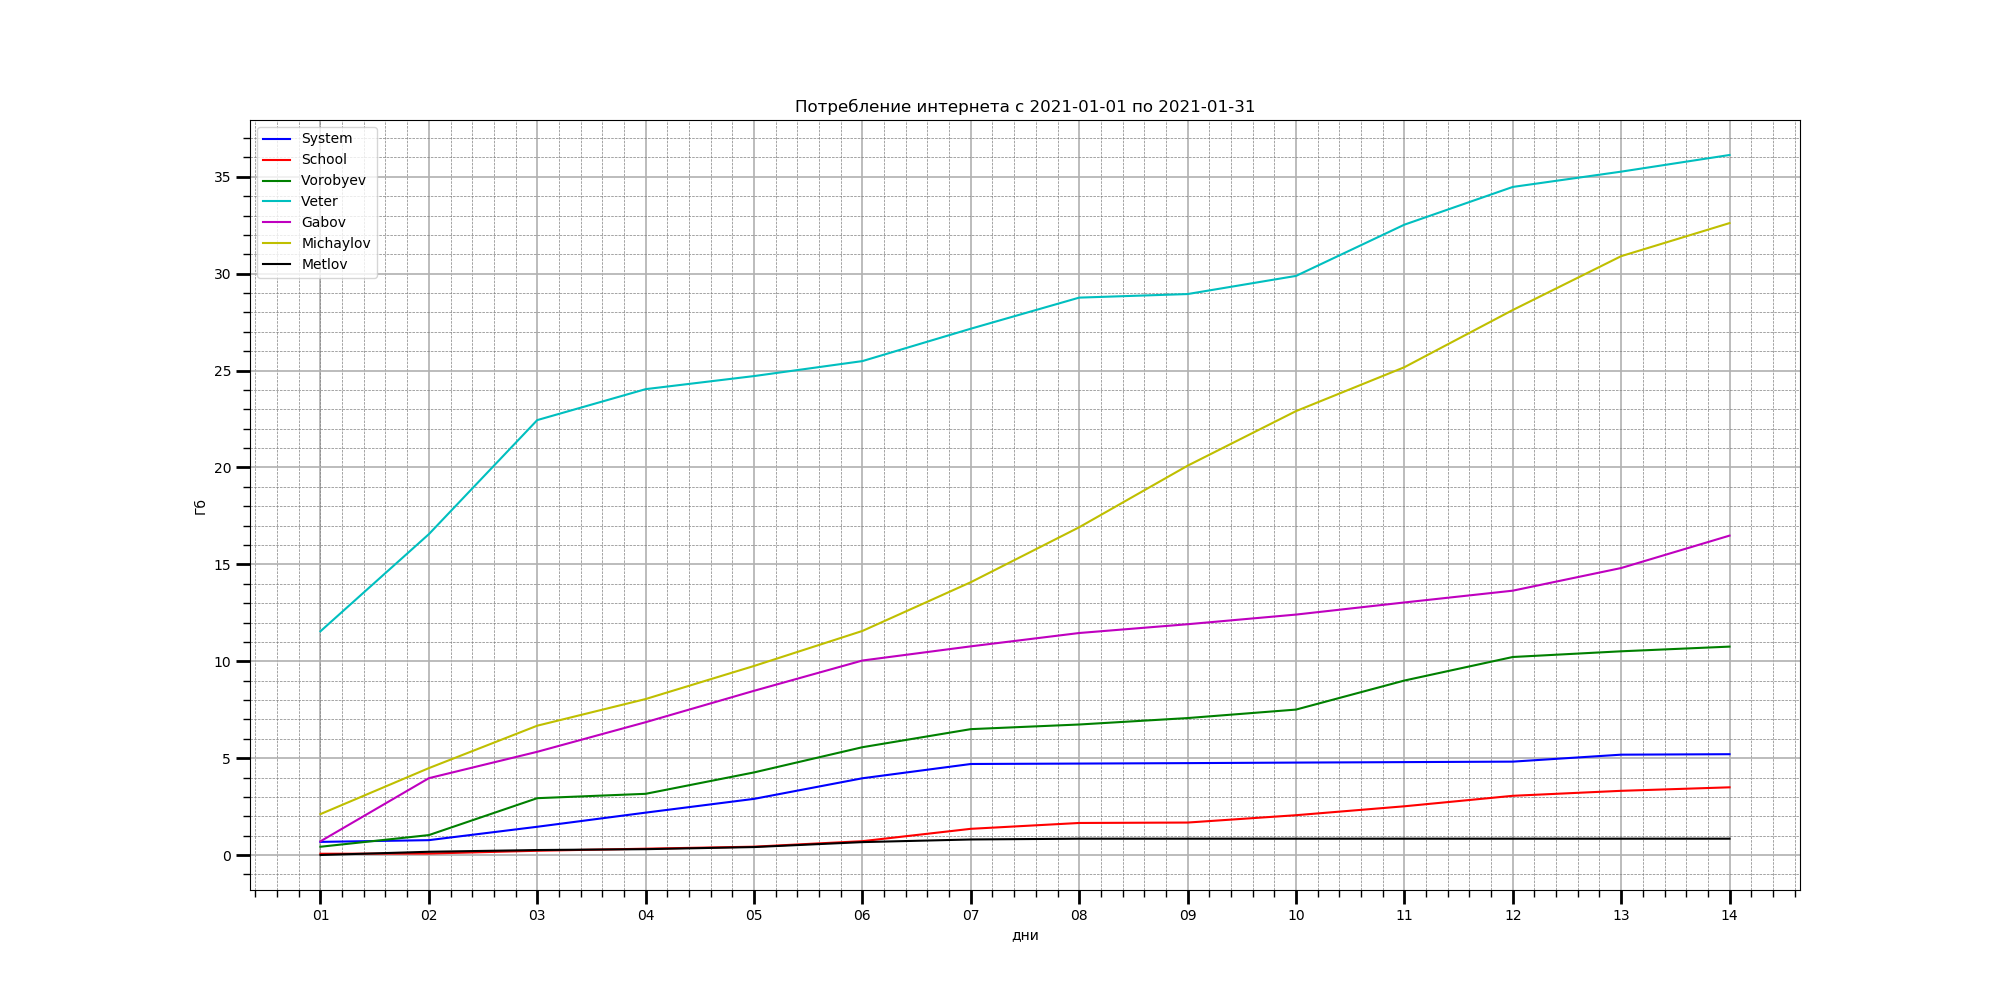 Потребление интернета с 2021-01-01 по 2021-01-31
System
School
Vorobyev
Veter
Gabov
Michaylov
Metlov
35
30
25
20
15
10
5
0
Гб
01 02 03 04 05 06 07 08 09 10 11 12 13 14
дни